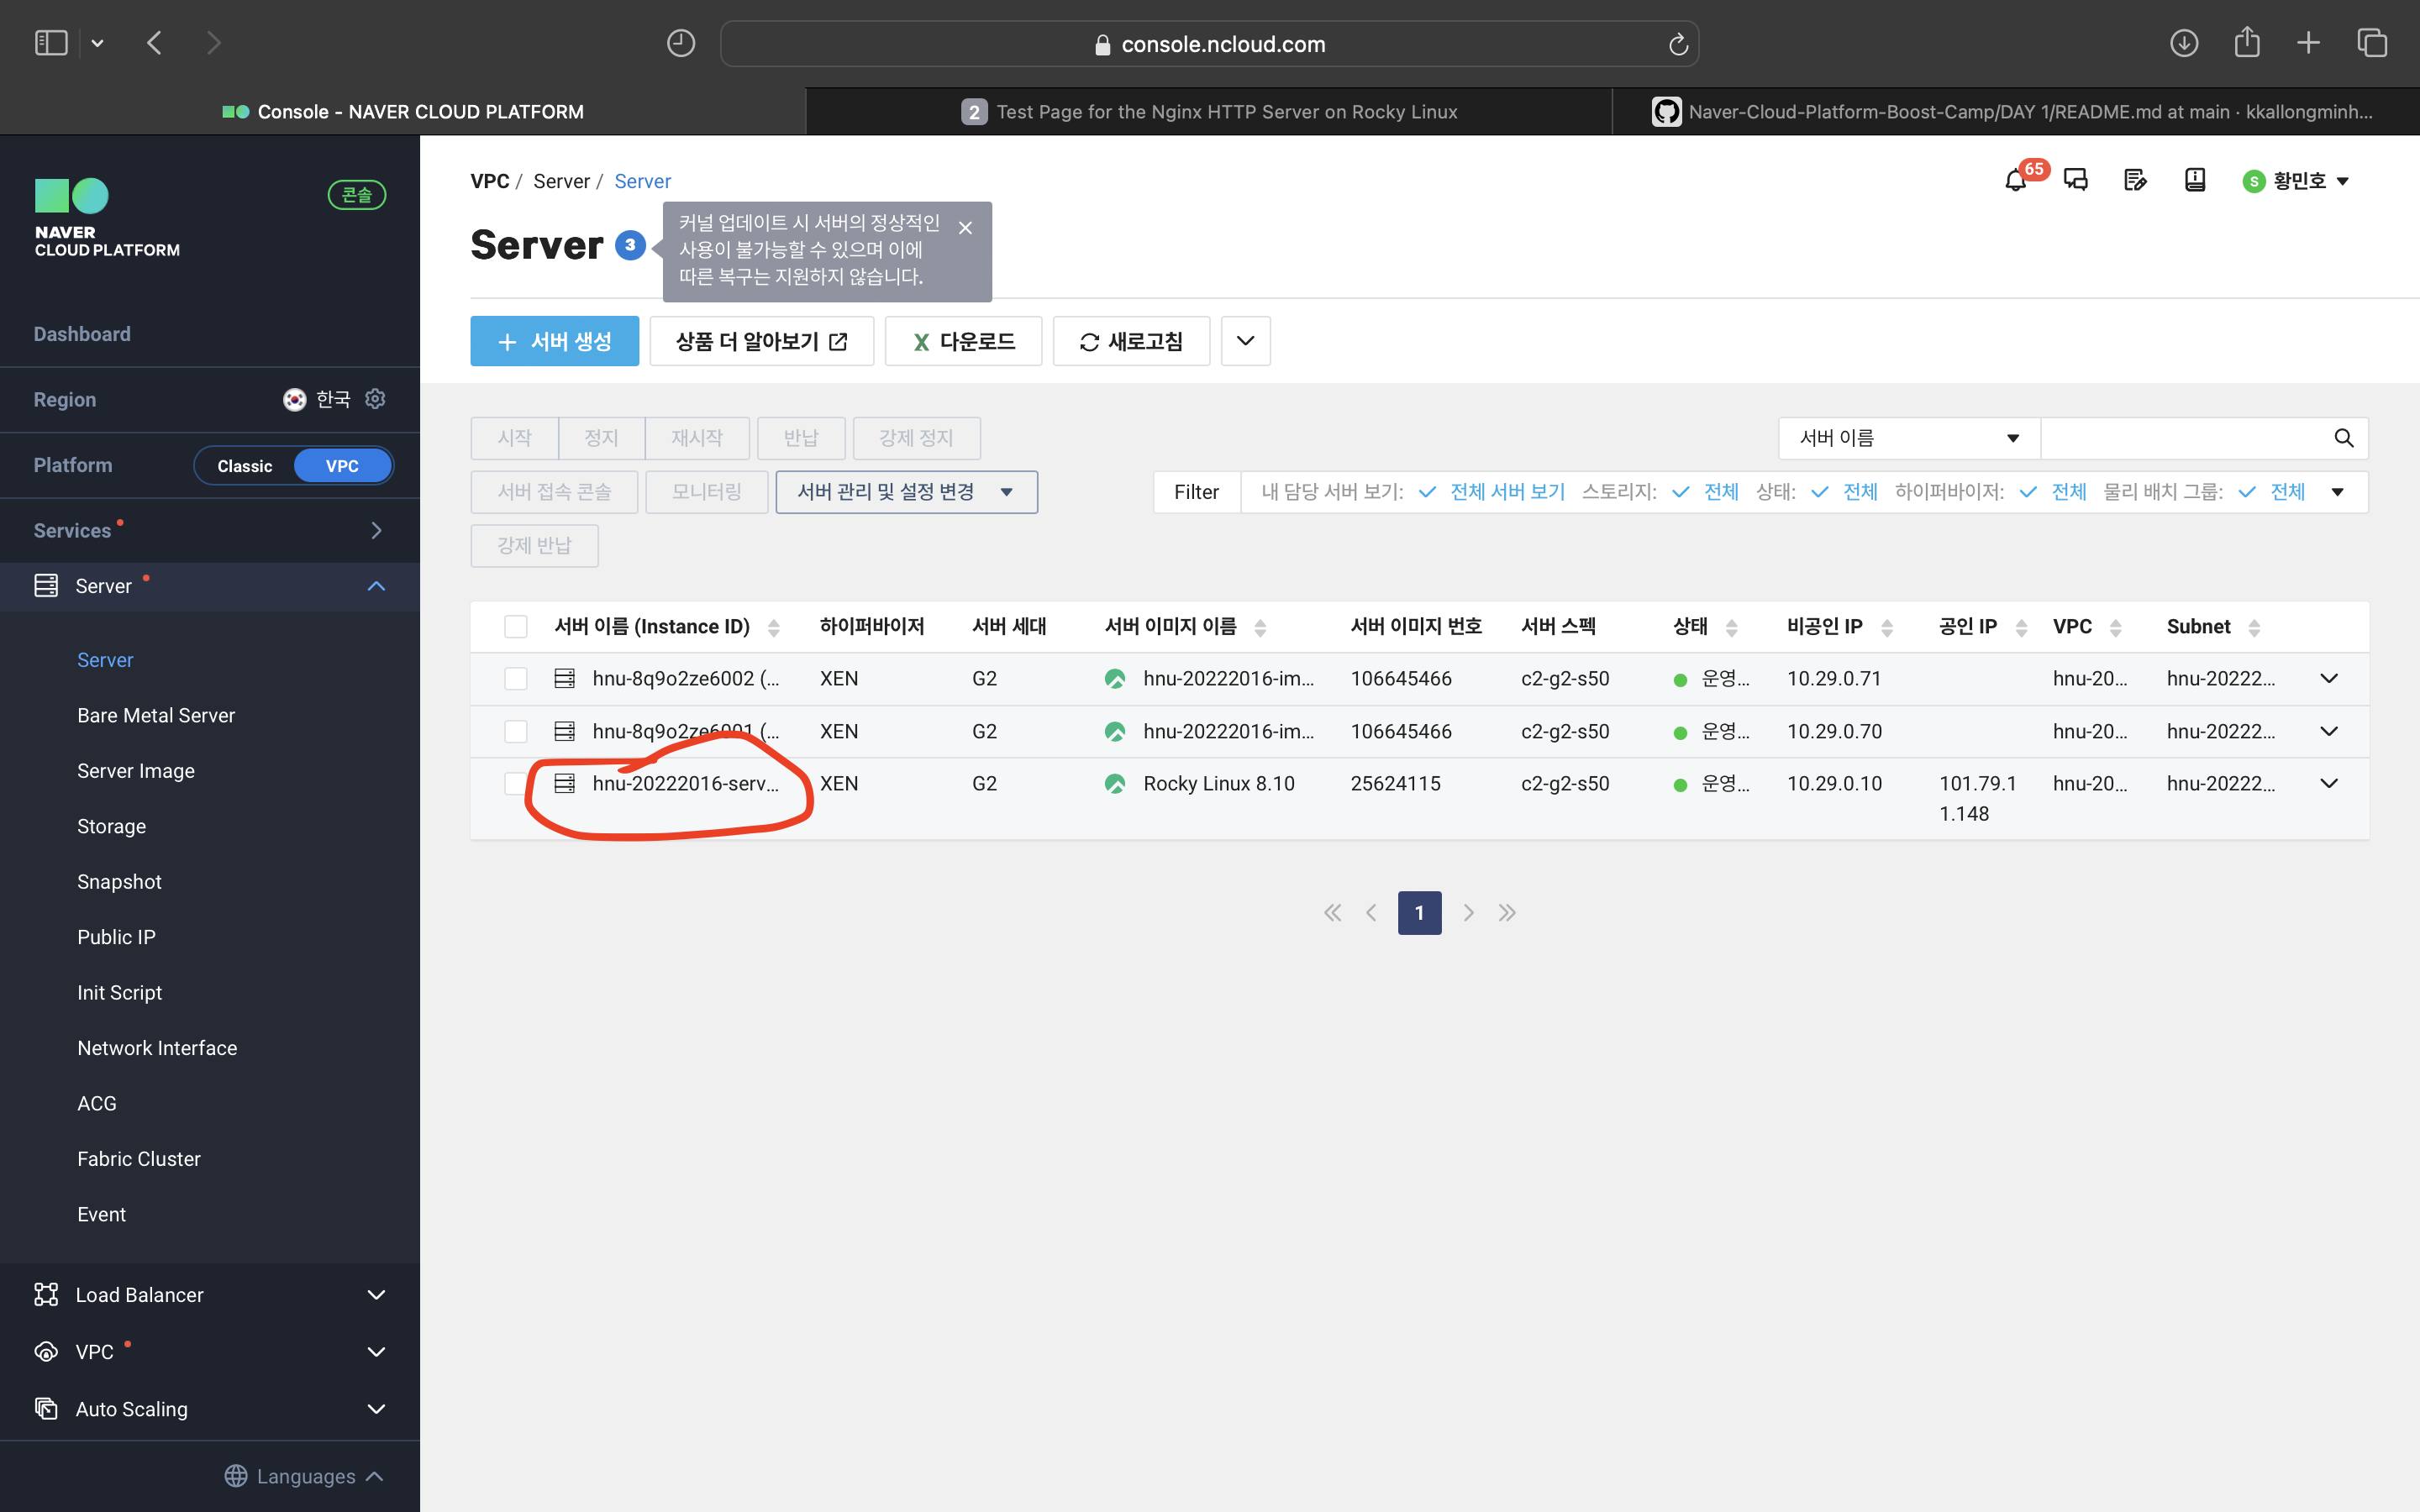 console.ncloud.com
Console - NAVER CLOUD PLATFORM
2 Test Page for the Nginx HTTP Server on Rocky Linux
Naver-Cloud-Platform-Boost-Camp/DAY 1/README.md at main · kkallongminh...
NAVER
CLOUD PLATFORM
콘솔
Dashboard
Region 한국
Platform Classic VPC
Services
Server
Server
Bare Metal Server
Server Image
Storage
Snapshot
Public IP
Init Script
Network Interface
ACG
Fabric Cluster
Event
Load Balancer
VPC
Auto Scaling
Languages
VPC / Server / Server
65
S 황민호
Server 3
커널 업데이트 시 서버의 정상적인
사용이 불가능할 수 있으며 이에
따른 복구는 지원하지 않습니다.
+ 서버 생성 상품 더 알아보기 X 다운로드 새로고침
시작 정지 재시작 반납 강제 정지
서버 이름
서버 접속 콘솔 모니터링 서버 관리 및 설정 변경
Filter 내 담당 서버 보기: 전체 서버 보기 스토리지: 전체 상태: 전체 하이퍼바이저: 전체 물리 배치 그룹: 전체
강제 반납
서버 이름 (Instance ID) 하이퍼바이저 서버 세대 서버 이미지 이름 서버 이미지 번호 서버 스펙 상태 비공인 IP 공인 IP VPC Subnet
hnu-8q9o2ze6002 (... XEN G2 hnu-20222016-im... 106645466 c2-g2-s50 운영... 10.29.0.71 hnu-20... hnu-20222...
hnu-8q9o2ze6001 (... XEN G2 hnu-20222016-im... 106645466 c2-g2-s50 운영... 10.29.0.70 hnu-20... hnu-20222...
hnu-20222016-serv... XEN G2 Rocky Linux 8.10 25624115 c2-g2-s50 운영... 10.29.0.10 101.79.1 hnu-20... hnu-20222...
1.148
1